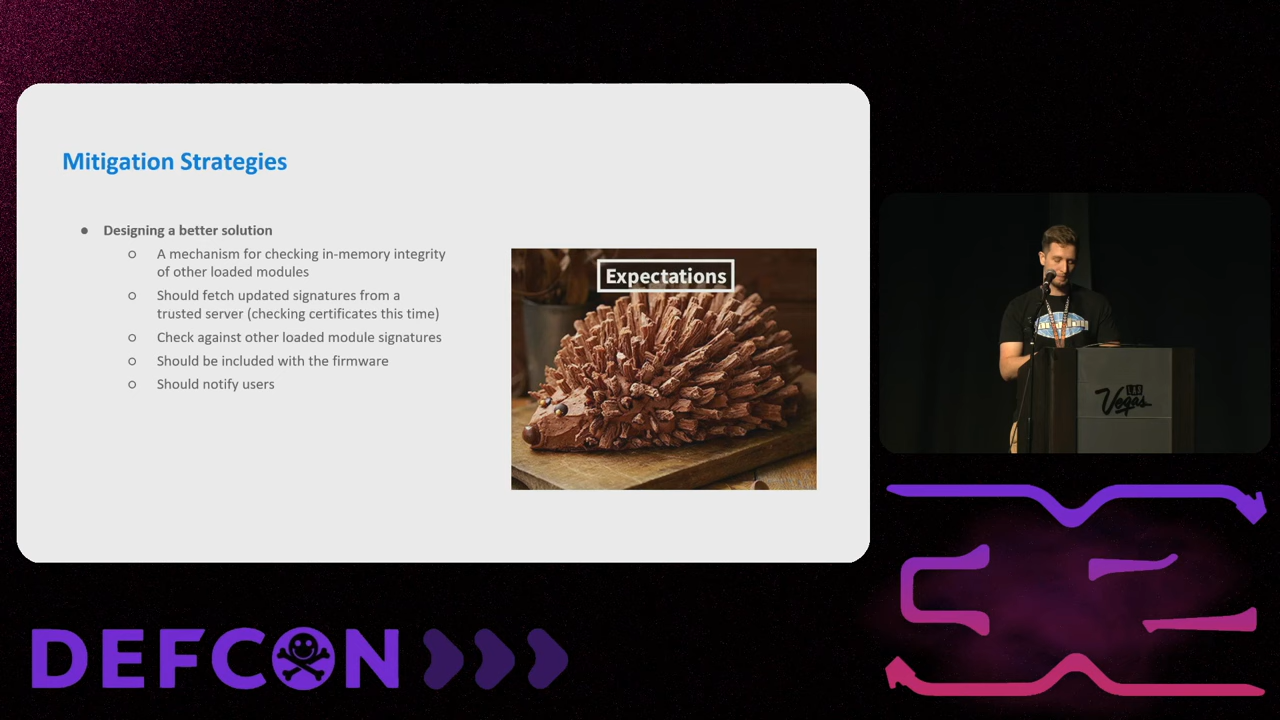 Mitigation Strategies
● Designing a better solution
○ A mechanism for checking in-memory integrity
of other loaded modules
○ Should fetch updated signatures from a
trusted server (checking certificates this time)
○ Check against other loaded module signatures
○ Should be included with the firmware
○ Should notify users
Expectations
Vegas
DEFCON